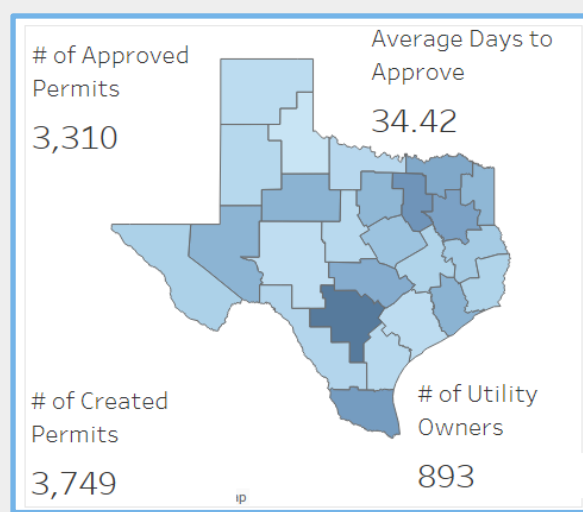 # of Approved
Permits
3,310
Average Days to
Approve
34.42
# of Created
Permits
3,749
# of Utility
Owners
893